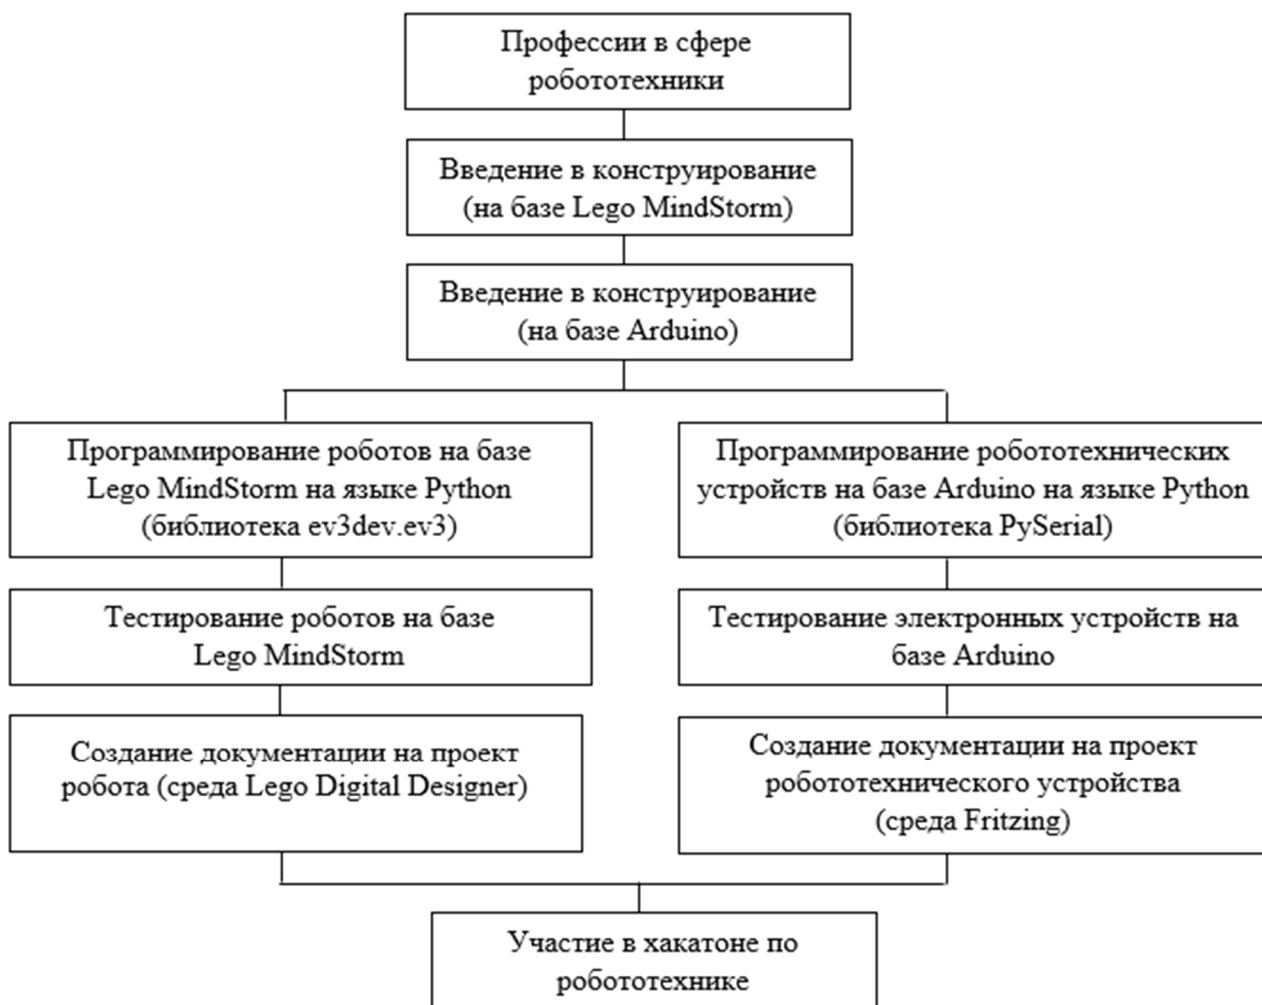 Профессии в сфере
робототехники
Введение в конструирование
(на базе Lego MindStorm)
Введение в конструирование
(на базе Arduino)
Программирование роботов на базе
Lego MindStorm на языке Python
(библиотека ev3dev.ev3)
Программирование робототехнических
устройств на базе Arduino на языке Python
(библиотека PySerial)
Тестирование роботов на базе
Lego MindStorm
Тестирование электронных устройств на
базе Arduino
Создание документации на проект
робота (среда Lego Digital Designer)
Создание документации на проект
робототехнического устройства
(среда Fritzing)
Участие в хакатоне по
робототехнике